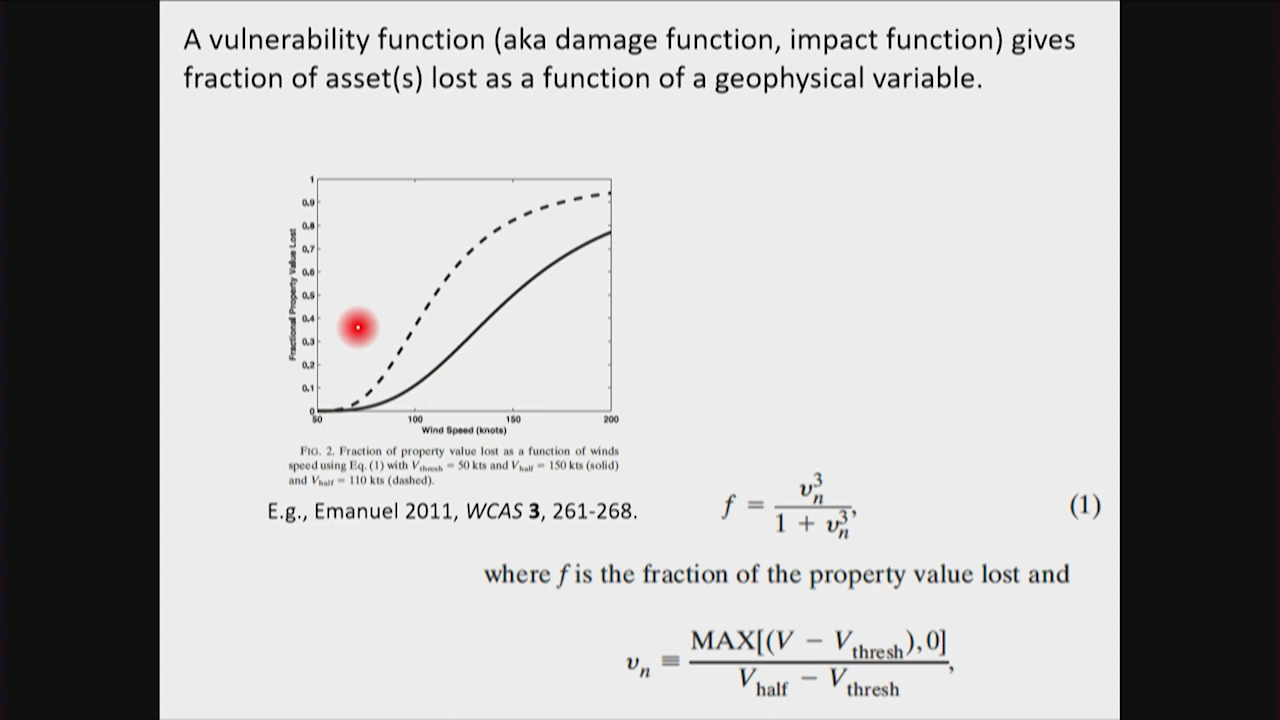 A vulnerability function (aka damage function, impact function) gives
fraction of asset(s) lost as a function of a geophysical variable.
1
0.9
0.8
0.7
0.6
0.5
0.4
0.3
0.2
0.1
0
Fractional Property Value Lost
50 100 150 200
Wind Speed (knots)
FIG. 2. Fraction of property value lost as a function of winds
speed using Eq. (1) with V_thresh = 50 kts and V_half = 150 kts (solid)
and V_half = 110 kts (dashed).
E.g., Emanuel 2011, WCAS 3, 261-268.
f = υ_n^3 / (1 + υ_n^3), (1)
where f is the fraction of the property value lost and
υ_n ≡ MAX[(V − V_thresh),0] / (V_half − V_thresh),